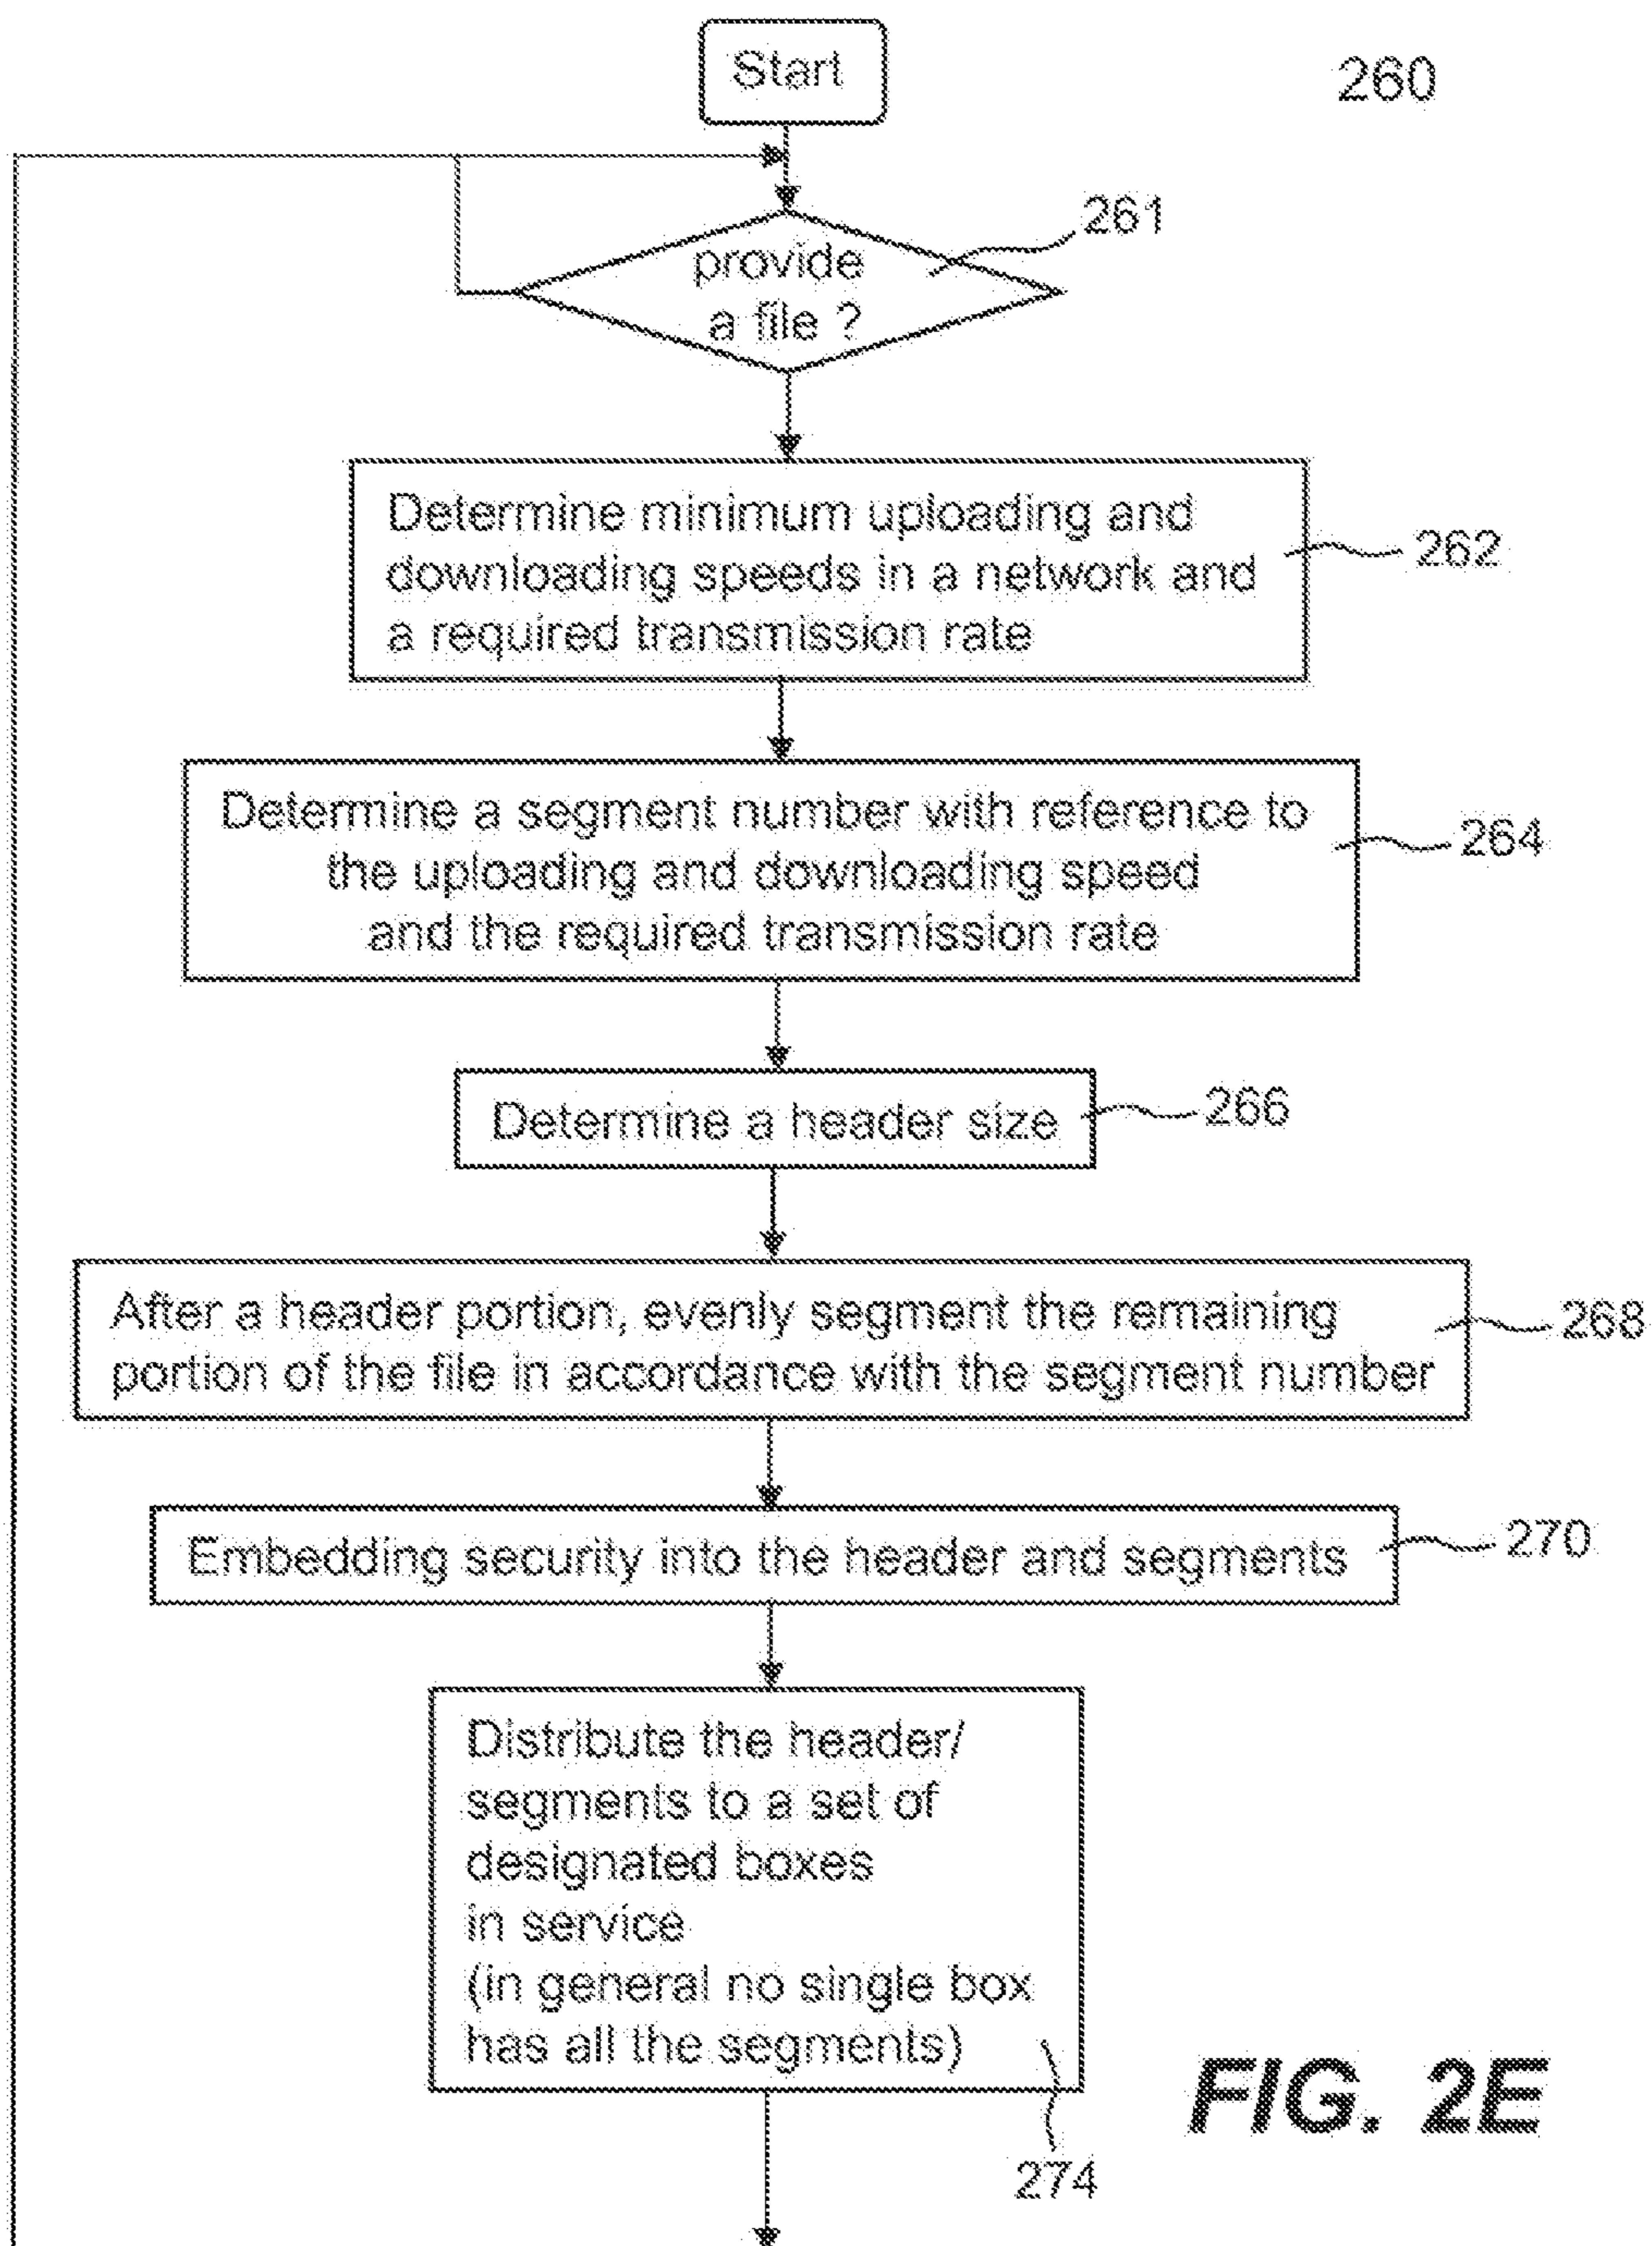 Start
260
261
provide
a file ?
Determine minimum uploading and
downloading speeds in a network and
a required transmission rate
262
Determine a segment number with reference to
the uploading and downloading speed
and the required transmission rate
264
Determine a header size
266
After a header portion, evenly segment the remaining
portion of the file in accordance with the segment number
268
Embedding security into the header and segments
270
Distribute the header/
segments to a set of
designated boxes
in service
(in general no single box
has all the segments)
274
FIG. 2E